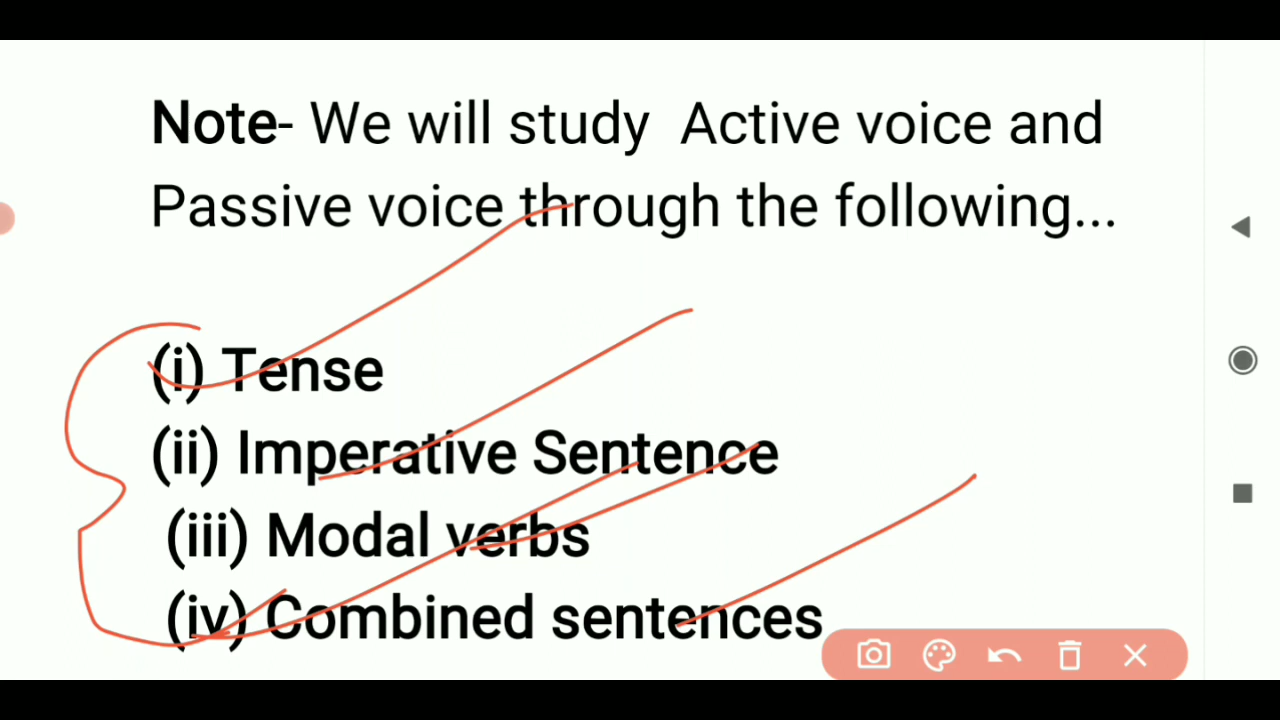 Note- We will study Active voice and
Passive voice through the following...
(i) Tense
(ii) Imperative Sentence
(iii) Modal verbs
(iv) Combined sentences